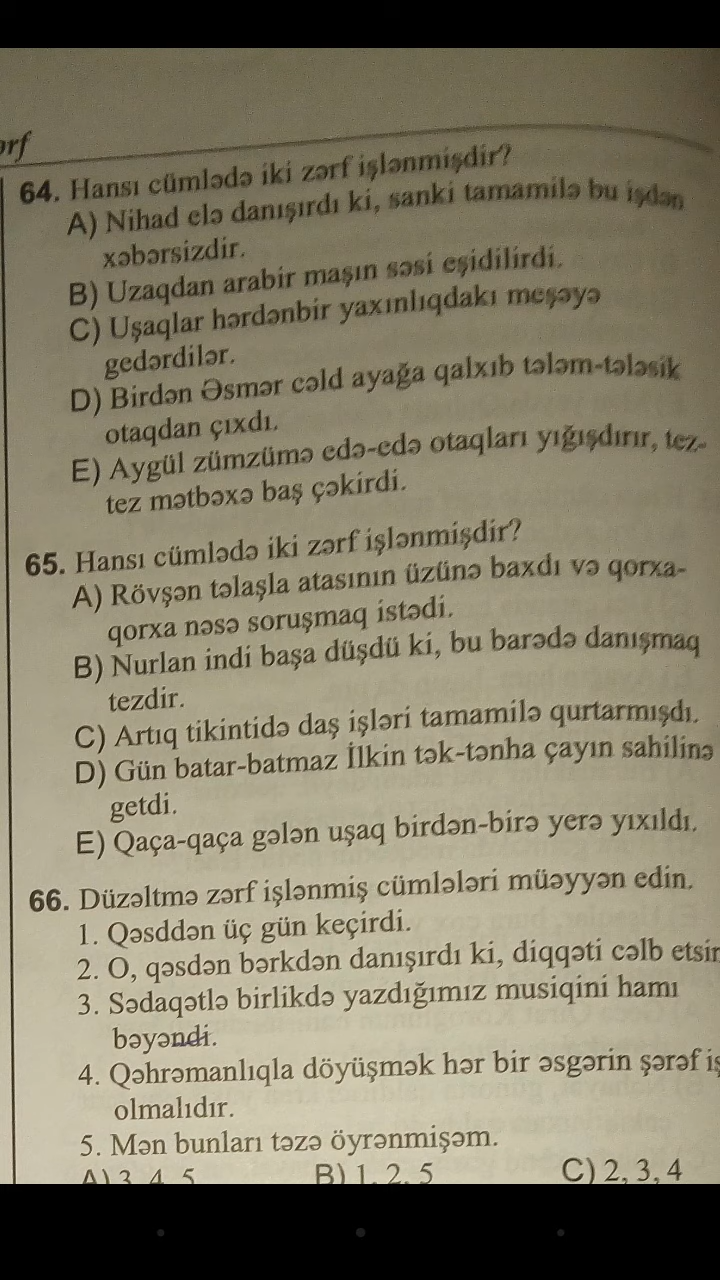 64. Hansı cümlədə iki zərf işlənmişdir?
A) Nihad elə danışırdı ki, sanki tamamilə bu işdən
xəbərsizdir.
B) Uzaqdan arabir maşın səsi eşidilirdi.
C) Uşaqlar hərdənbir yaxınlıqdakı meşəyə
gedərdilər.
D) Birdən Əsmər cəld ayağa qalxıb tələm-tələsik
otaqdan çıxdı.
E) Aygül zümzümə edə-edə otaqları yığışdırır, tez-
tez mətbəxə baş çəkirdi.
65. Hansı cümlədə iki zərf işlənmişdir?
A) Rövşən təlaşla atasının üzünə baxdı və qorxa-
qorxa nəsə soruşmaq istədi.
B) Nurlan indi başa düşdü ki, bu barədə danışmaq
tezdir.
C) Artıq tikintidə daş işləri tamamilə qurtarmışdı.
D) Gün batar-batmaz İlkin tək-tənha çayın sahilinə
getdi.
E) Qaça-qaça gələn uşaq birdən-birə yerə yıxıldı.
66. Düzəltmə zərf işlənmiş cümlələri müəyyən edin.
1. Qəsddən üç gün keçirdi.
2. O, qəsdən bərkdən danışırdı ki, diqqəti cəlb etsin
3. Sədaqətlə birlikdə yazdığımız musiqini hamı
bəyəndi.
4. Qəhrəmanlıqla döyüşmək hər bir əsgərin şərəf
olmalıdır.
5. Mən bunları təzə öyrənmişəm.
A) 3, 4, 5 B) 1, 2, 5 C) 2, 3, 4